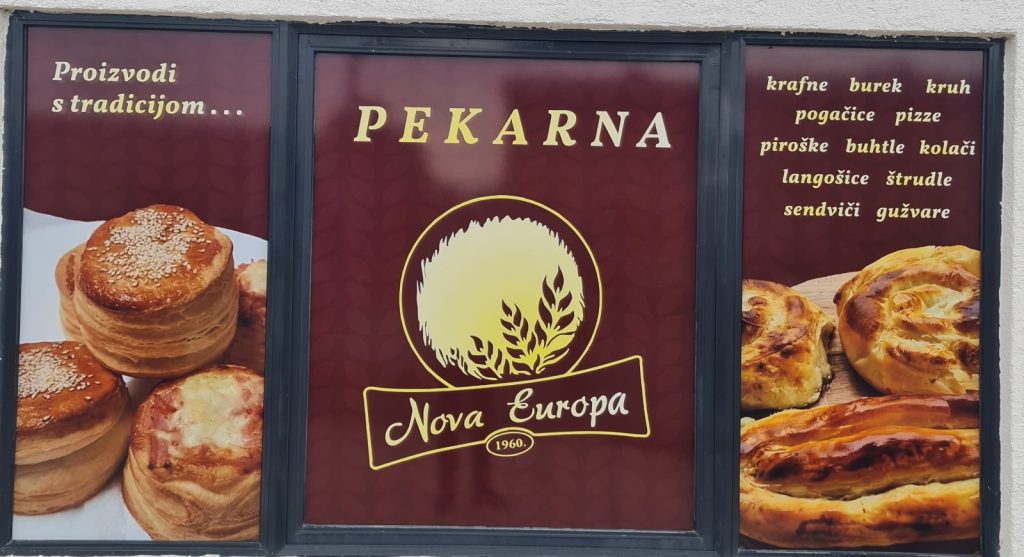 Proizvodi
s tradicijom...
PEKARNA
Nova Europa
1960.
krafne burek kruh
pogačice pizze
piroške buhtle kolači
langošice štrudle
sendviči gužvare